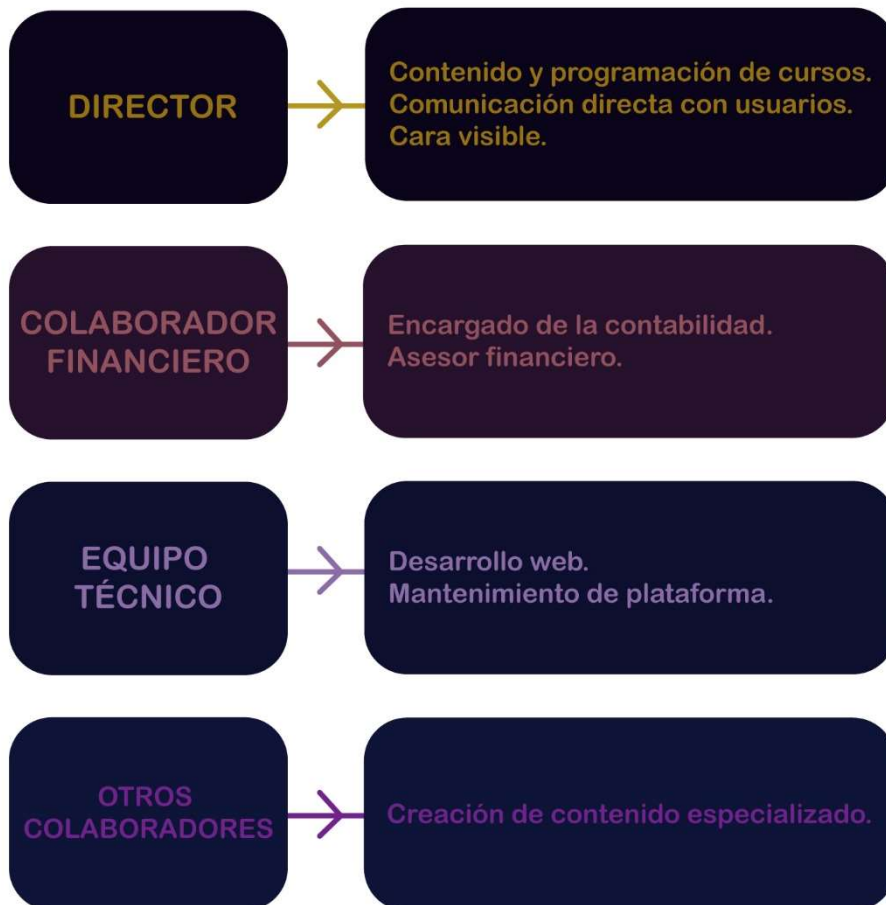 DIRECTOR
Contenido y programación de cursos.
Comunicación directa con usuarios.
Cara visible.
COLABORADOR
FINANCIERO
Encargado de la contabilidad.
Asesor financiero.
EQUIPO
TÉCNICO
Desarrollo web.
Mantenimiento de plataforma.
OTROS
COLABORADORES
Creación de contenido especializado.